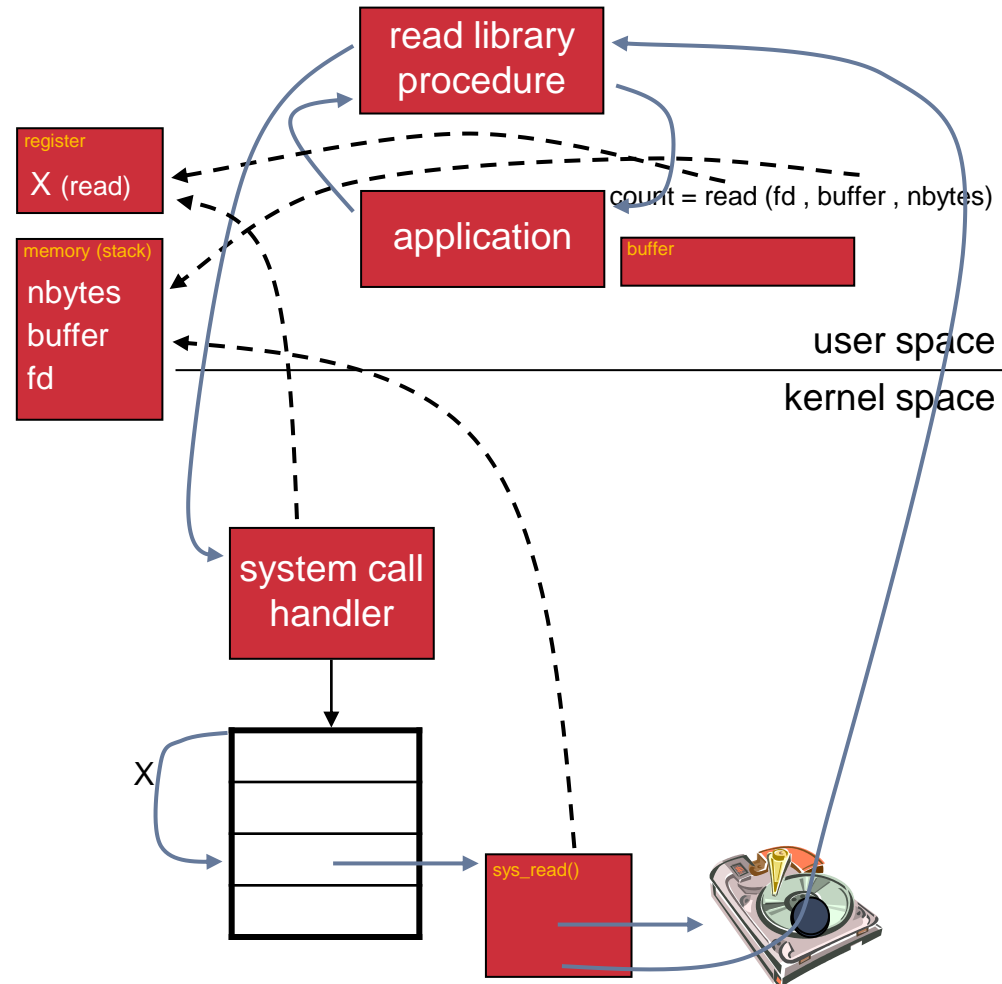 read library
procedure
register
X (read)
count = read (fd , buffer , nbytes)
application
buffer
memory (stack)
nbytes
buffer
fd
user space
kernel space
system call
handler
X
sys_read()